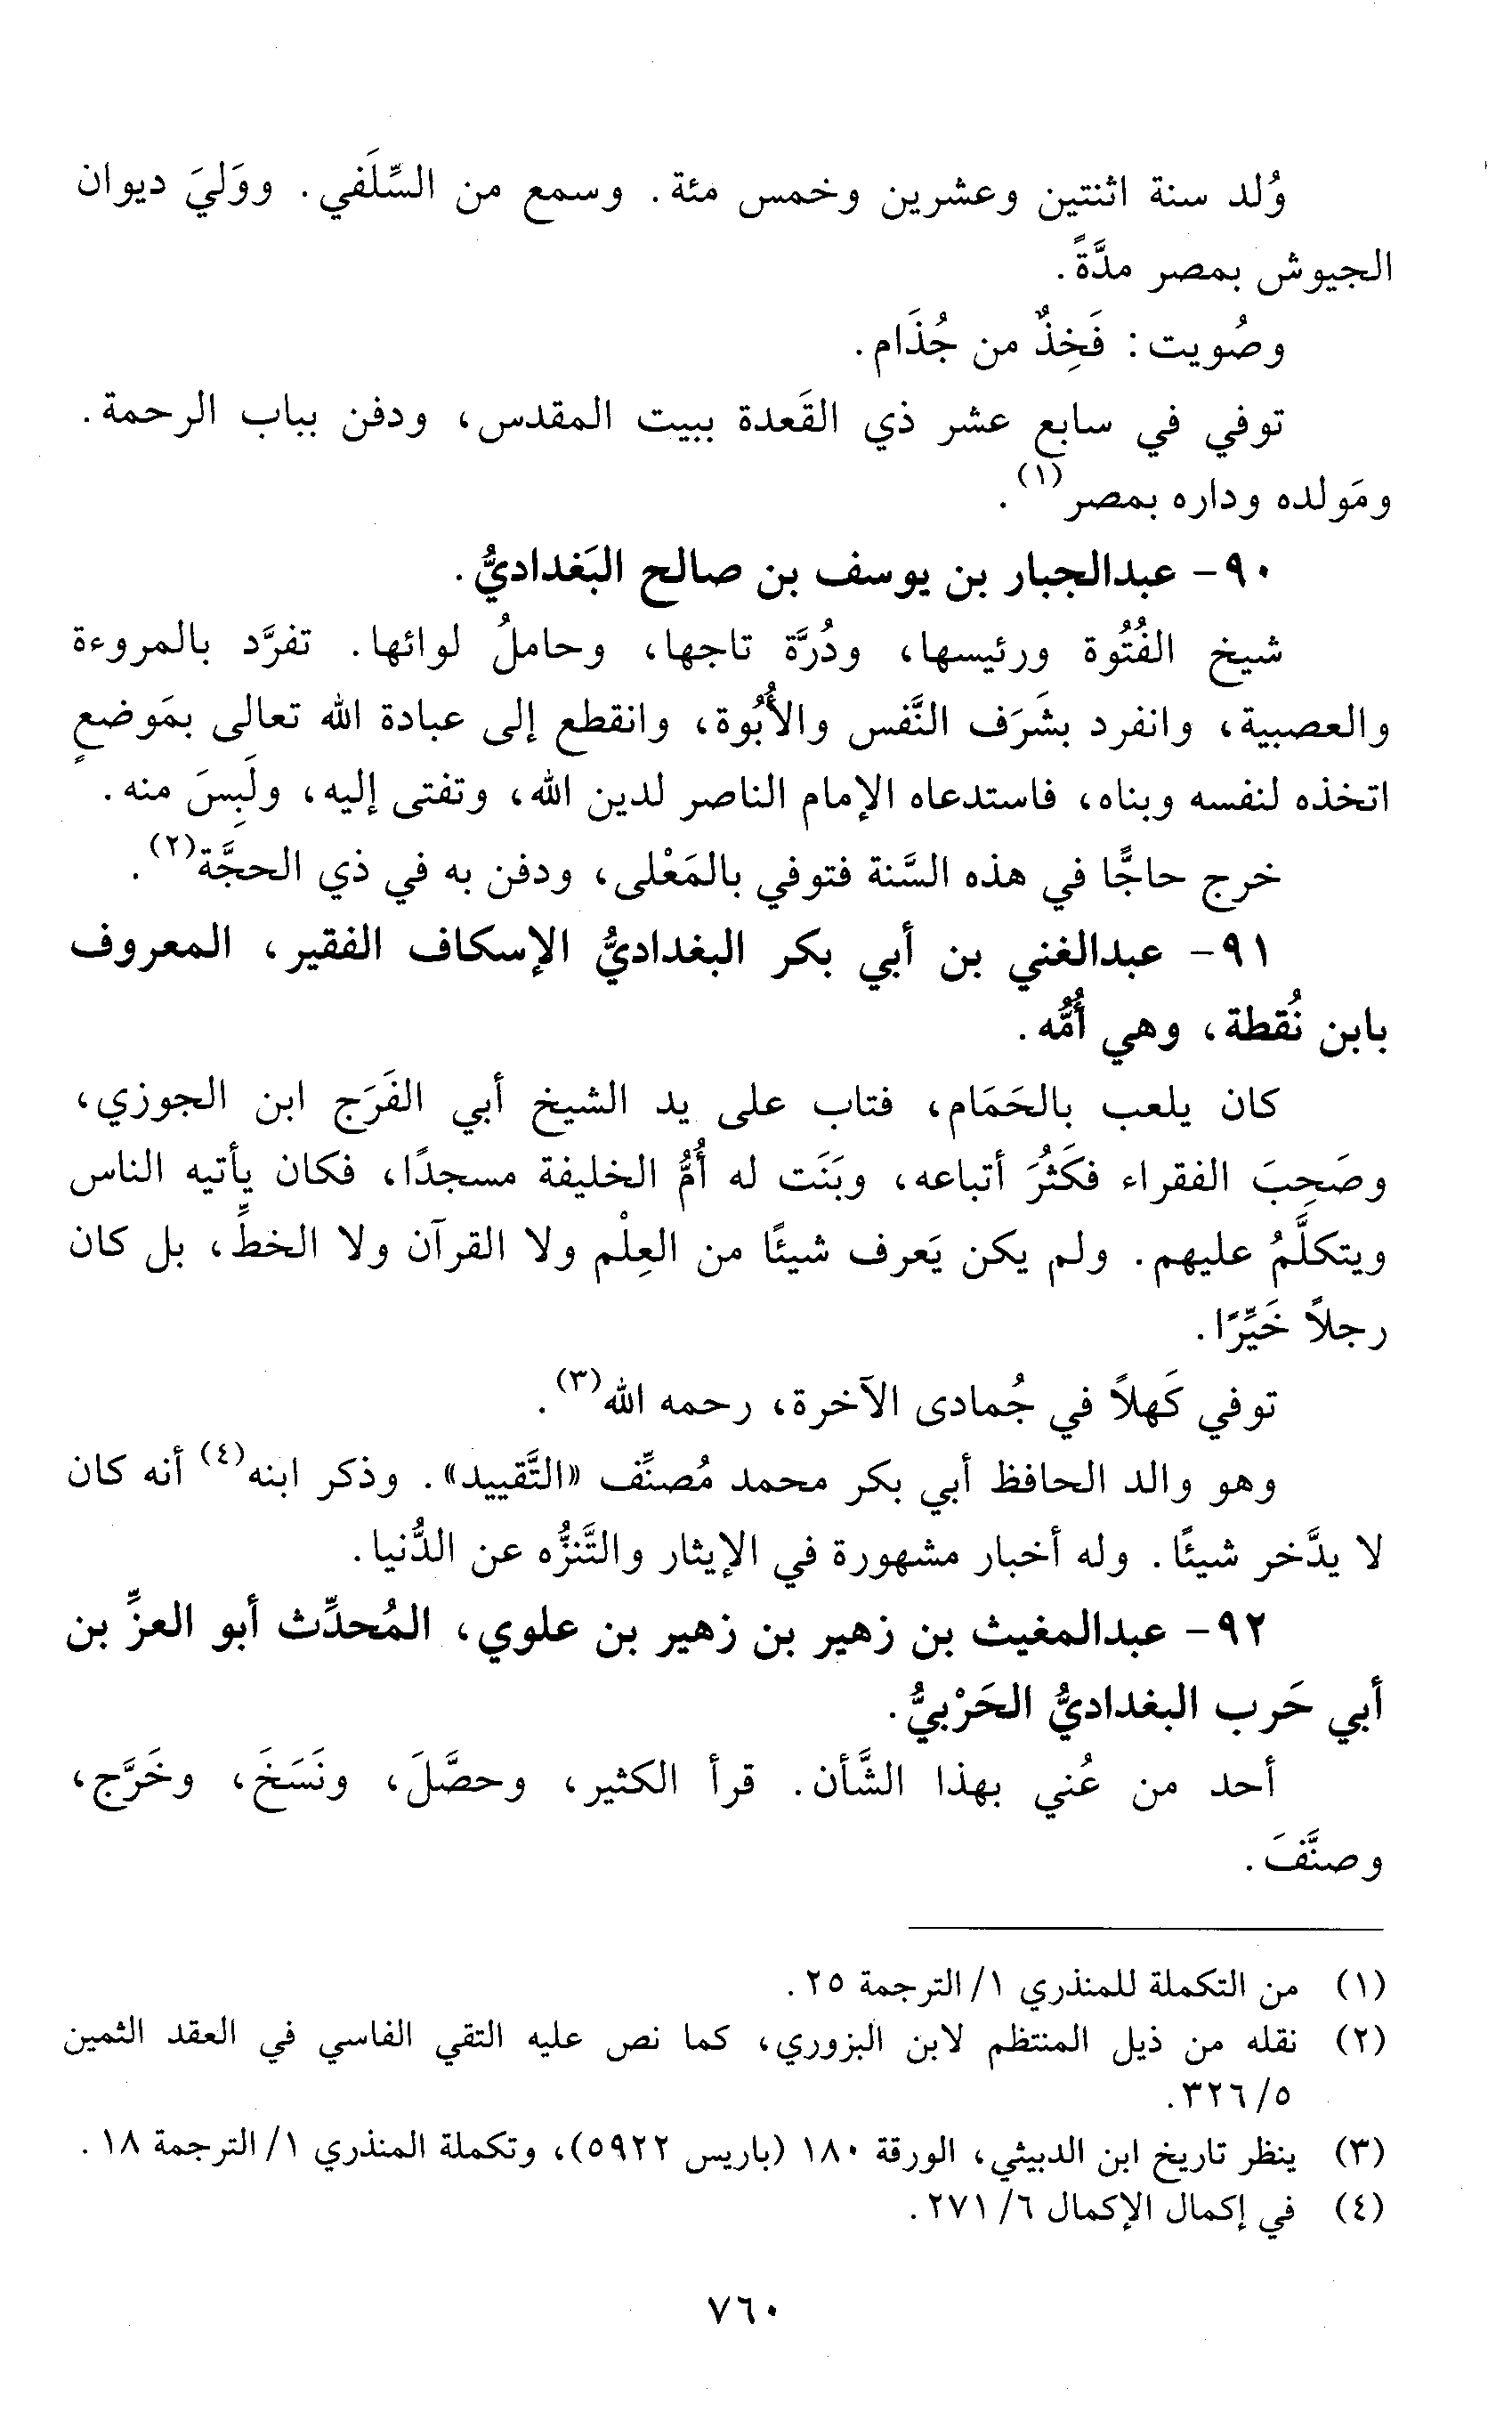 وُلد سنة اثنتين وعشرين وخمس مئة. وسمع من السِّلَفي. ووَليَ ديوان
الجيوش بمصر مدَّةً.
وصُويت: فَخِذٌ من جُذَام.
توفي في سابع عشر ذي القَعدة ببيت المقدس، ودفن بباب الرحمة.
ومَولده وداره بمصر(١).
٩٠- عبدالجبار بن يوسف بن صالح البَغداديُّ.
شيخ الفُتُوة ورئيسها، ودُرَّة تاجها، وحاملُ لوائها. تفرَّد بالمروءة
والعصبية، وانفرد بشَرَف النَّفس والأُبُوة، وانقطع إلى عبادة الله تعالى بمَوضعٍ
اتخذه لنفسه وبناه، فاستدعاه الإمام الناصر لدين الله، وتفتى إليه، ولَبِسَ منه.
خرج حاجًّا في هذه السَّنة فتوفي بالمَعْلى، ودفن به في ذي الحجَّة(٢).
٩١- عبدالغني بن أبي بكر البغداديُّ الإسكاف الفقير، المعروف
بابن نُقطة، وهي أُمُّه.
كان يلعب بالحَمَام، فتاب على يد الشيخ أبي الفَرَج ابن الجوزي،
وصَحِبَ الفقراء فكَثُرَ أتباعه، وبَنَت له أُمُّ الخليفة مسجدًا، فكان يأتيه الناس
ويتكلَّمُ عليهم. ولم يكن يَعرف شيئًا من العِلْم ولا القرآن ولا الخطِّ، بل كان
رجلاً خَيِّرًا.
توفي كَهلاً في جُمادى الآخرة، رحمه الله(٣).
وهو والد الحافظ أبي بكر محمد مُصنِّف «التَّقييد». وذكر ابنه(٤) أنه كان
لا يدَّخر شيئًا. وله أخبار مشهورة في الإيثار والتَّنزُّه عن الدُّنيا.
٩٢- عبدالمغيث بن زهير بن زهير بن علوي، المُحدِّث أبو العزِّ بن
أبي حَرب البغداديُّ الحَرْبيُّ.
أحد من عُني بهذا الشَّأن. قرأ الكثير، وحصَّلَ، ونَسَخَ، وخَرَّج،
وصنَّفَ.
(١) من التكملة للمنذري ١/ الترجمة ٢٥.
(٢) نقله من ذيل المنتظم لابن البزوري، كما نص عليه التقي الفاسي في العقد الثمين
٥/ ٣٢٦.
(٣) ينظر تاريخ ابن الدبيثي، الورقة ١٨٠ (باريس ٥٩٢٢)، وتكملة المنذري ١/ الترجمة ١٨.
(٤) في إكمال الإكمال ٦/ ٢٧١.
٧٦٠